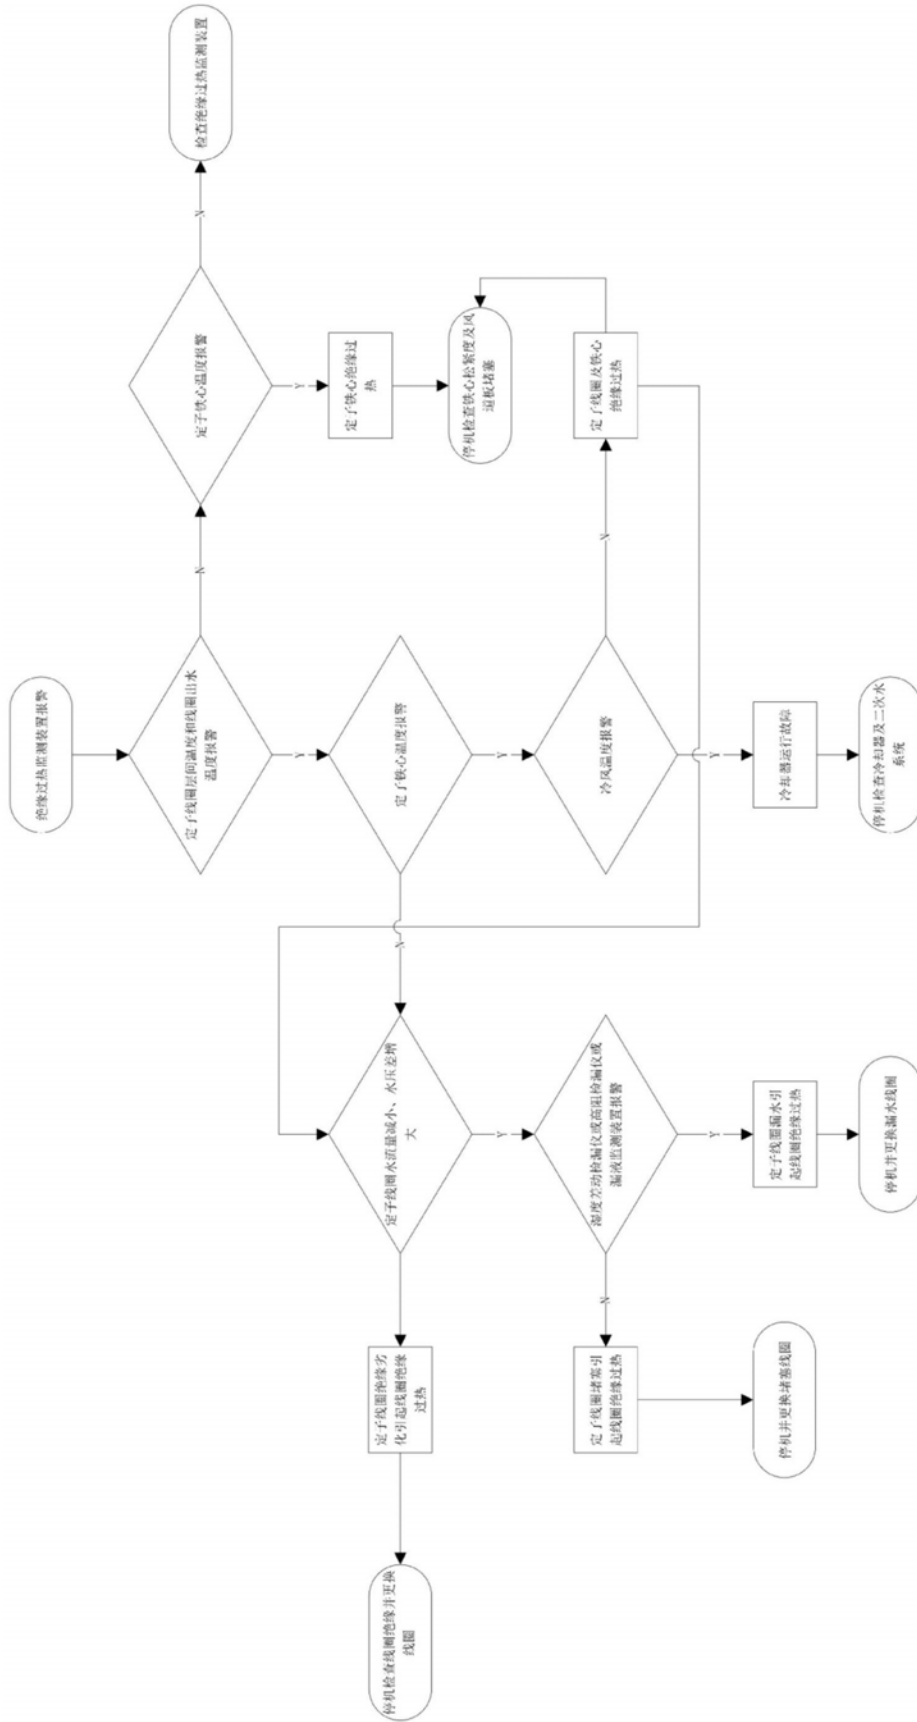 绝缘过热监测装置报警
定子线圈层间温度和线圈出水
温度报警
N
定子铁心温度报警
N
检查绝缘过热监测装置
Y
Y
定子铁心绝缘过
热
停机检查铁心松紧度及风
道板堵塞
定子铁心温度报警
N
定子线圈水流量减小、水压差增
大
定子线圈绝缘劣
化引起线圈绝缘
过热
停机检查线圈绝缘并更换
线圈
Y
Y
冷风温度报警
N
定子线圈及铁心
绝缘过热
湿度差动检漏仪或高阻检漏仪或
漏液监测装置报警
N
定子线圈堵塞引
起线圈绝缘过热
Y
Y
冷却器运行故障
定子线圈漏水引
起线圈绝缘过热
停机并更换堵塞线圈
停机检查冷却器及二次水
系统
停机并更换漏水线圈